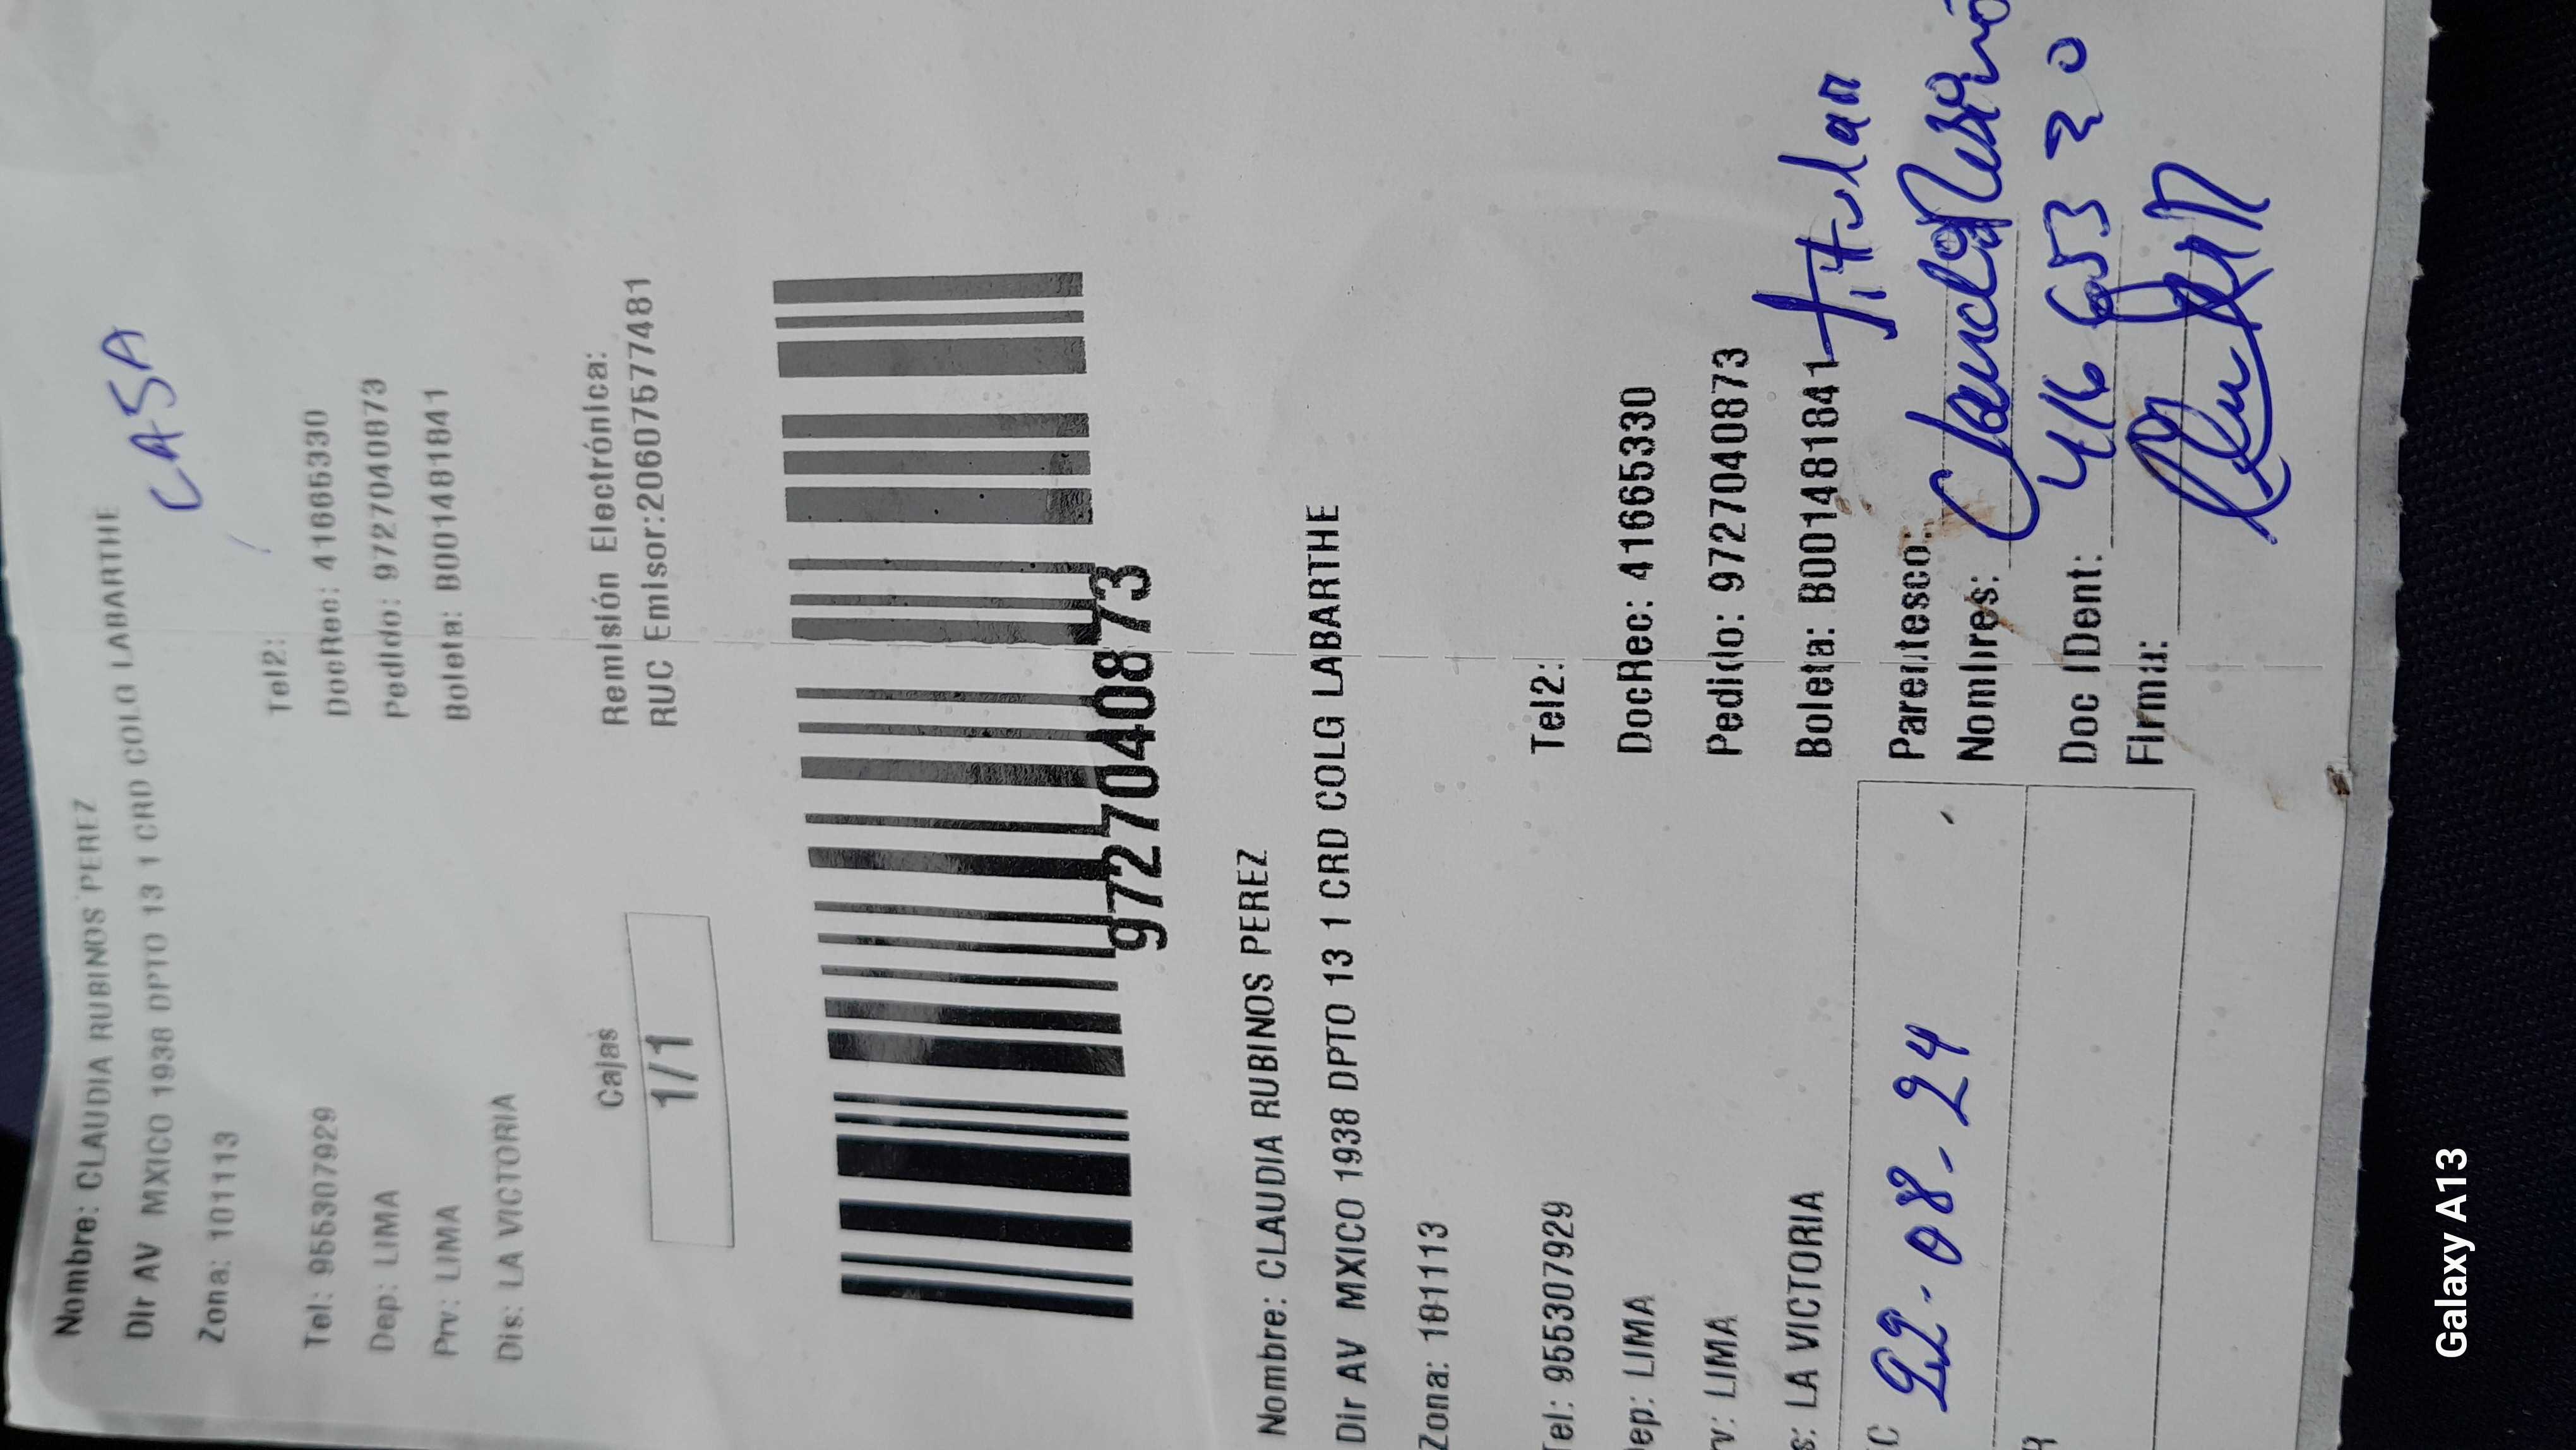 Nombre: CLAUDIA RUBINOS PEREZ
Dir AV MXICO 1938 DPTO 13 1 CRD COLG LABARTHE
CASA
Zona: 101113
Tel: 955307929 Tel2:
Dep: LIMA DocRec: 41665330
Prv: LIMA Pedido: 9727040873
Dis: LA VICTORIA Boleta: B001481841
Cajas Remisión Electrónica:
1/1 RUC Emisor:20607577481
9727040873
Nombre: CLAUDIA RUBINOS PEREZ
Dir AV MXICO 1938 DPTO 13 1 CRD COLG LABARTHE
Zona: 101113
Tel: 955307929 Tel2:
ep: LIMA DocRec: 41665330
v: LIMA Pedido: 9727040873
s: LA VICTORIA Boleta: B001481841
C 22-08-24 Parentesco: Titular
Nombres: Claudia
Doc IDent:
Firma:
R
Galaxy A13